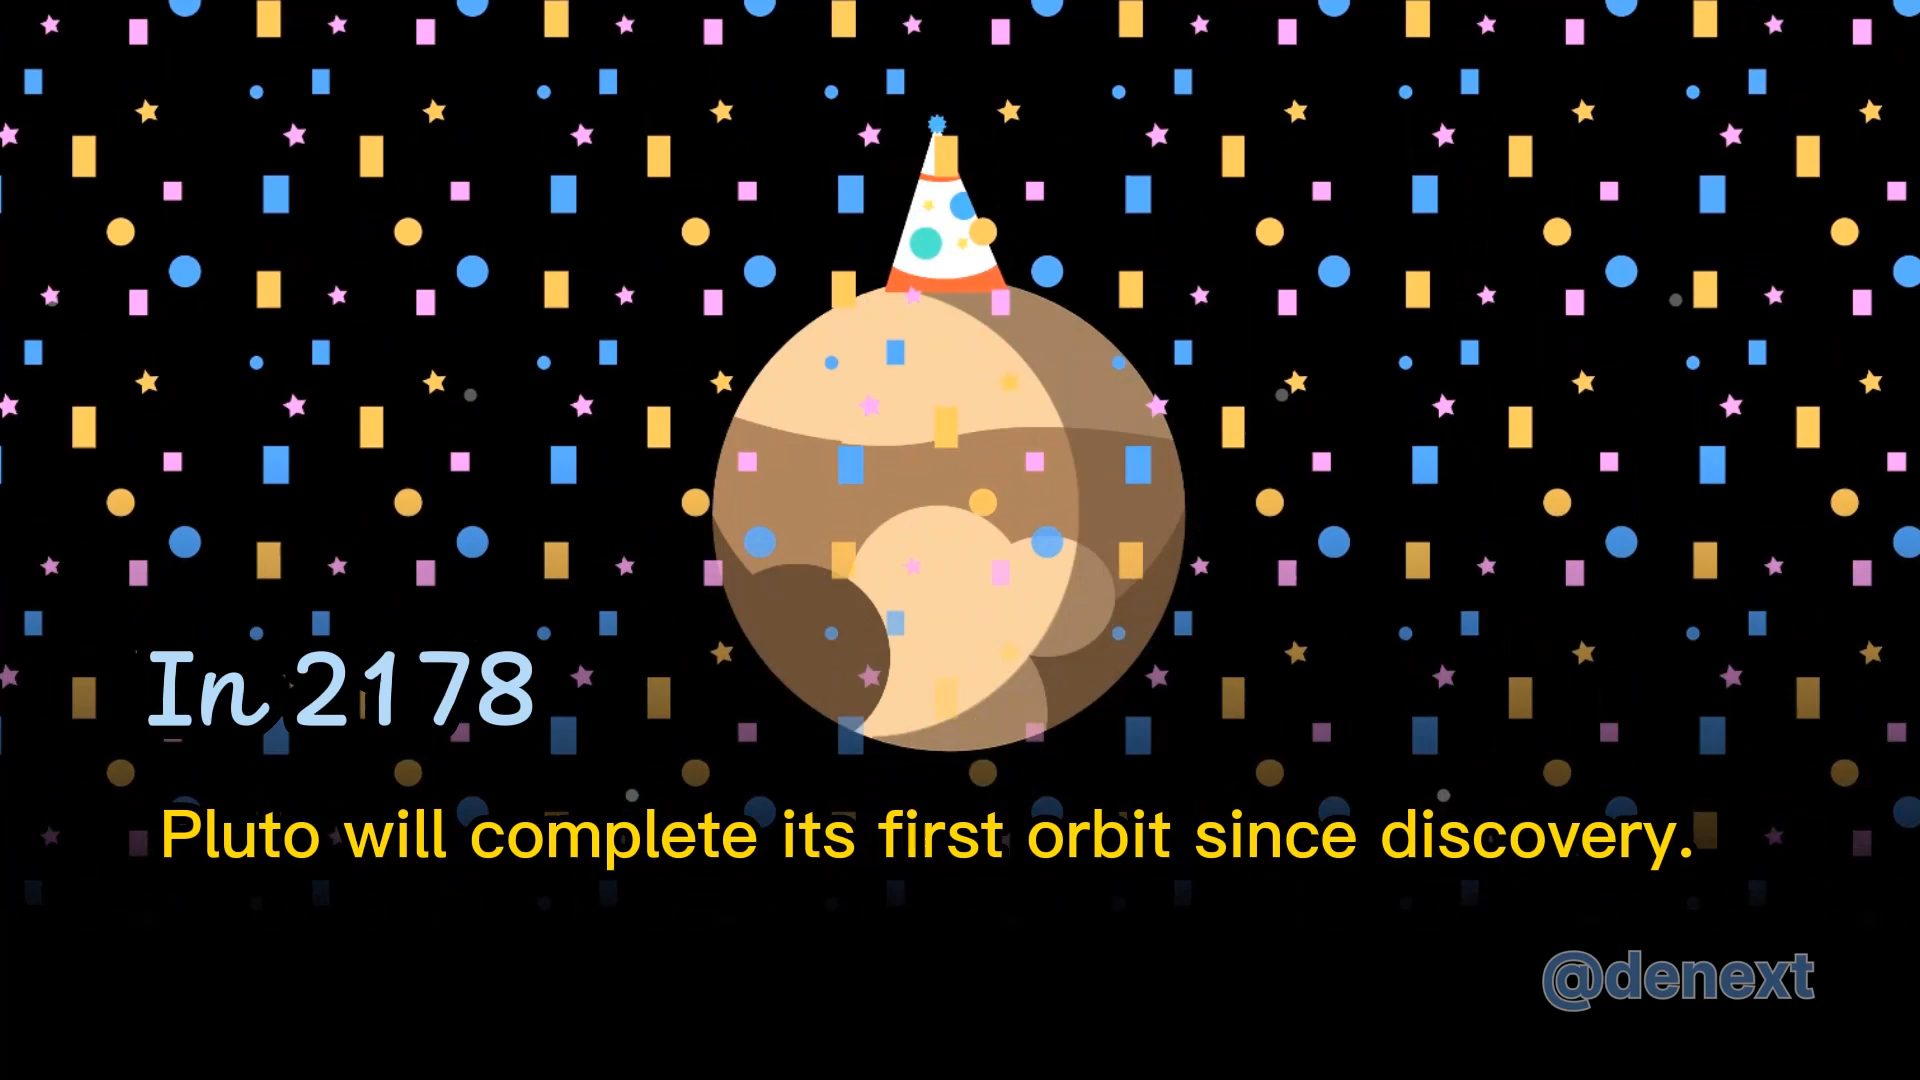 In 2178
Pluto will complete its first orbit since discovery.
@denext